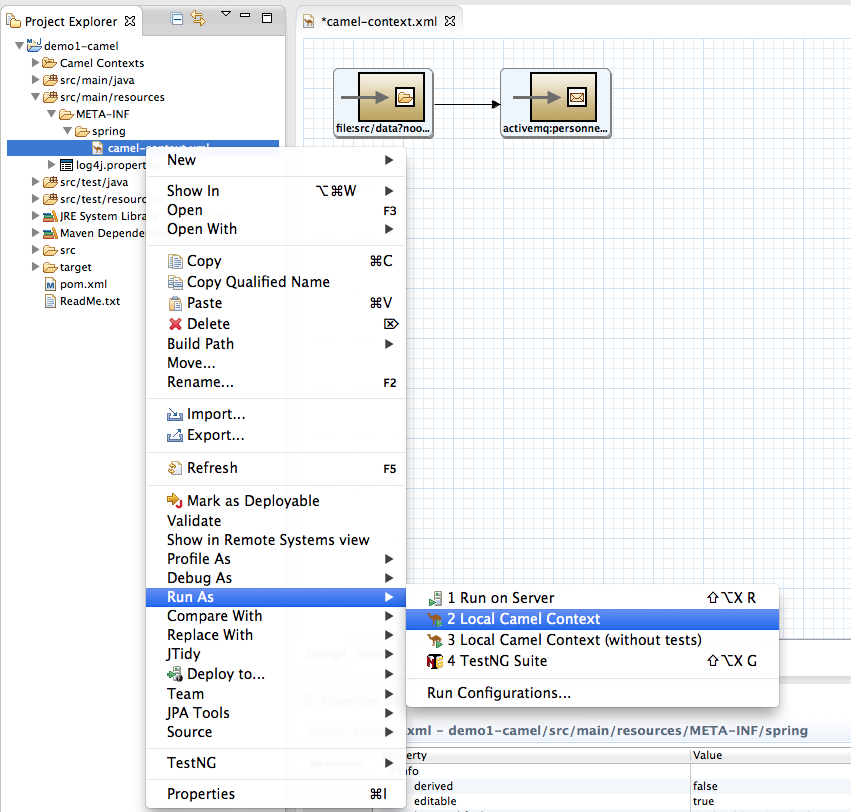 Project Explorer
demo1-camel
Camel Contexts
src/main/java
src/main/resources
META-INF
spring
camel-context.xml
log4j.propert
src/test/java
src/test/resourc
JRE System Libra
Maven Depende
src
target
pom.xml
ReadMe.txt
*camel-context.xml
file:src/data?noo...
activemq:personne...
New
Show In ⌥⌘W
Open F3
Open With
Copy ⌘C
Copy Qualified Name
Paste ⌘V
Delete ⌦
Build Path
Move...
Rename... F2
Import...
Export...
Refresh F5
Mark as Deployable
Validate
Show in Remote Systems view
Profile As
Debug As
Run As
Compare With
Replace With
JTidy
Deploy to...
Team
JPA Tools
Source
TestNG
Properties ⌘I
1 Run on Server ⇧⌥X R
2 Local Camel Context
3 Local Camel Context (without tests)
4 TestNG Suite ⇧⌥X G
Run Configurations...
.xml - demo1-camel/src/main/resources/META-INF/spring
perty Value
nfo
derived false
editable true